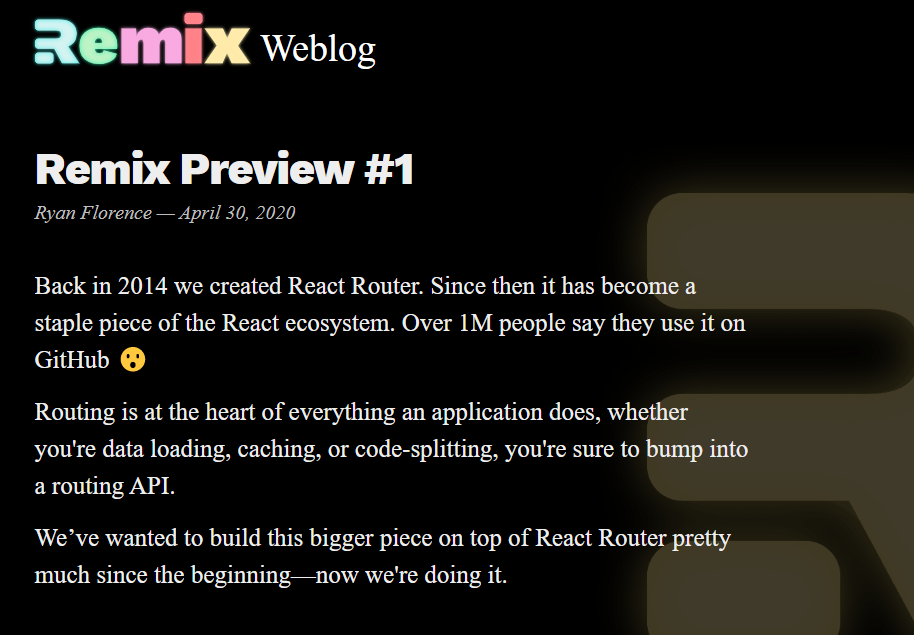 Remix Weblog
Remix Preview #1
Ryan Florence — April 30, 2020
Back in 2014 we created React Router. Since then it has become a
staple piece of the React ecosystem. Over 1M people say they use it on
GitHub 😮
Routing is at the heart of everything an application does, whether
you're data loading, caching, or code-splitting, you're sure to bump into
a routing API.
We’ve wanted to build this bigger piece on top of React Router pretty
much since the beginning—now we're doing it.